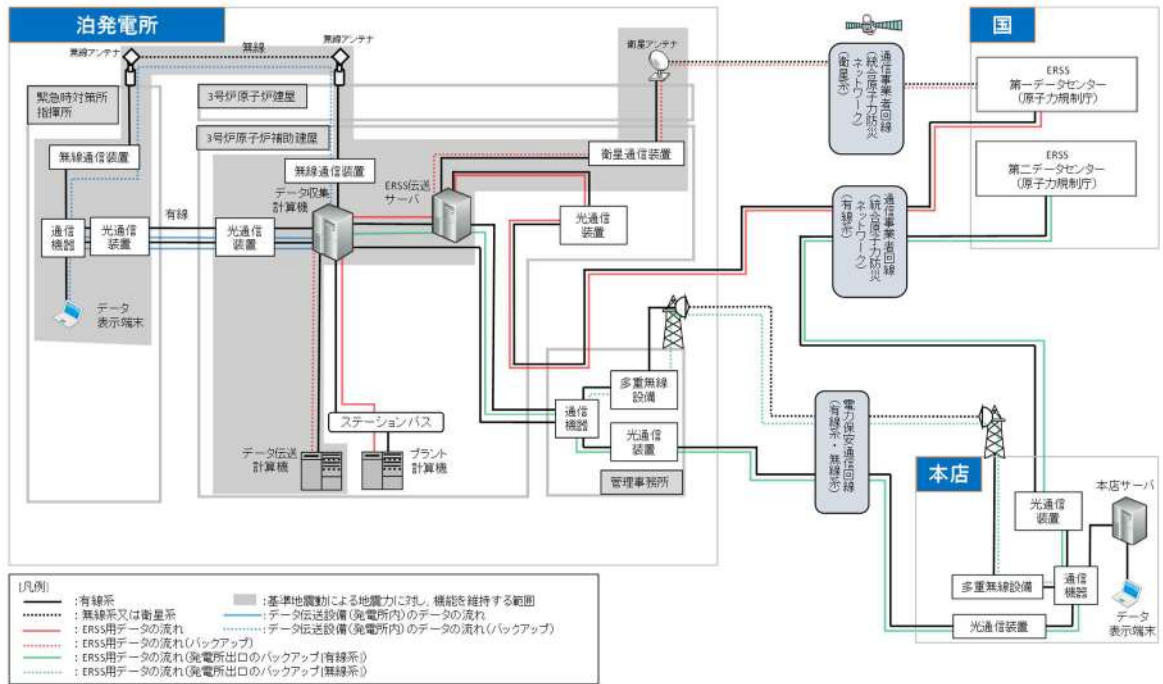 泊発電所
無線アンテナ
無線
無線アンテナ
衛星アンテナ
緊急時対策所
指揮所
3号炉原子炉建屋
3号炉原子炉補助建屋
無線通信装置
無線通信装置
衛星通信装置
データ収集
計算機
ERSS伝送
サーバ
有線
通信
機器
光通信
装置
光通信
装置
光通信
装置
データ
表示端末
ステーションバス
データ伝送
計算機
プラント
計算機
多重無線
設備
通信
機器
光通信
装置
管理事務所
通信事業者回線
(統合原子力防災
ネットワーク)
(衛星系)
通信事業者回線
(統合原子力防災
ネットワーク)
(有線系)
電力保安通信回線
(有線系・無線系)
国
ERSS
第一データセンター
(原子力規制庁)
ERSS
第二データセンター
(原子力規制庁)
本店
本店サーバ
光通信
装置
多重無線設備
通信
機器
光通信装置
データ
表示端末
[凡例]
:有線系
:無線系又は衛星系
:ERSS用データの流れ
:ERSS用データの流れ(バックアップ)
:ERSS用データの流れ(発電所出口のバックアップ[有線系])
:ERSS用データの流れ(発電所出口のバックアップ[無線系])
:基準地震動による地震力に対し,機能を維持する範囲
:データ伝送設備(発電所内)のデータの流れ
:データ伝送設備(発電所内)のデータの流れ(バックアップ)